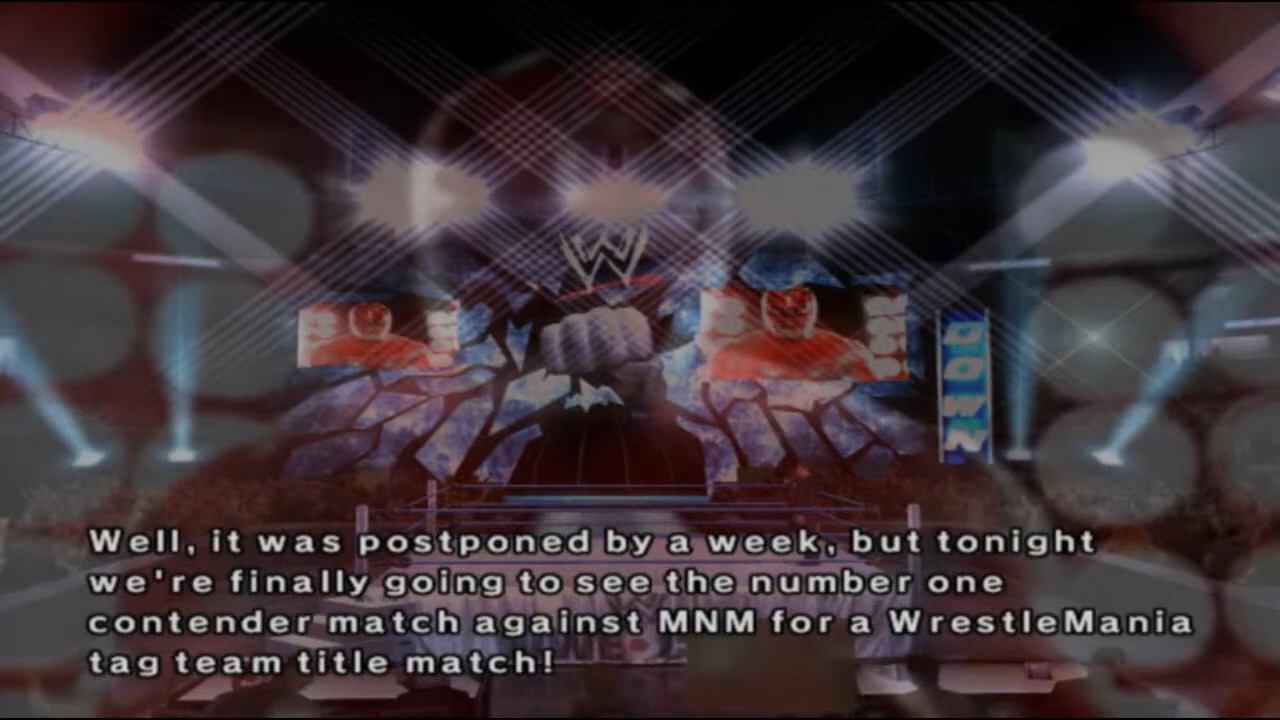 W
DOWN
Well, it was postponed by a week, but tonight
we're finally going to see the number one
contender match against MNM for a WrestleMania
tag team title match!